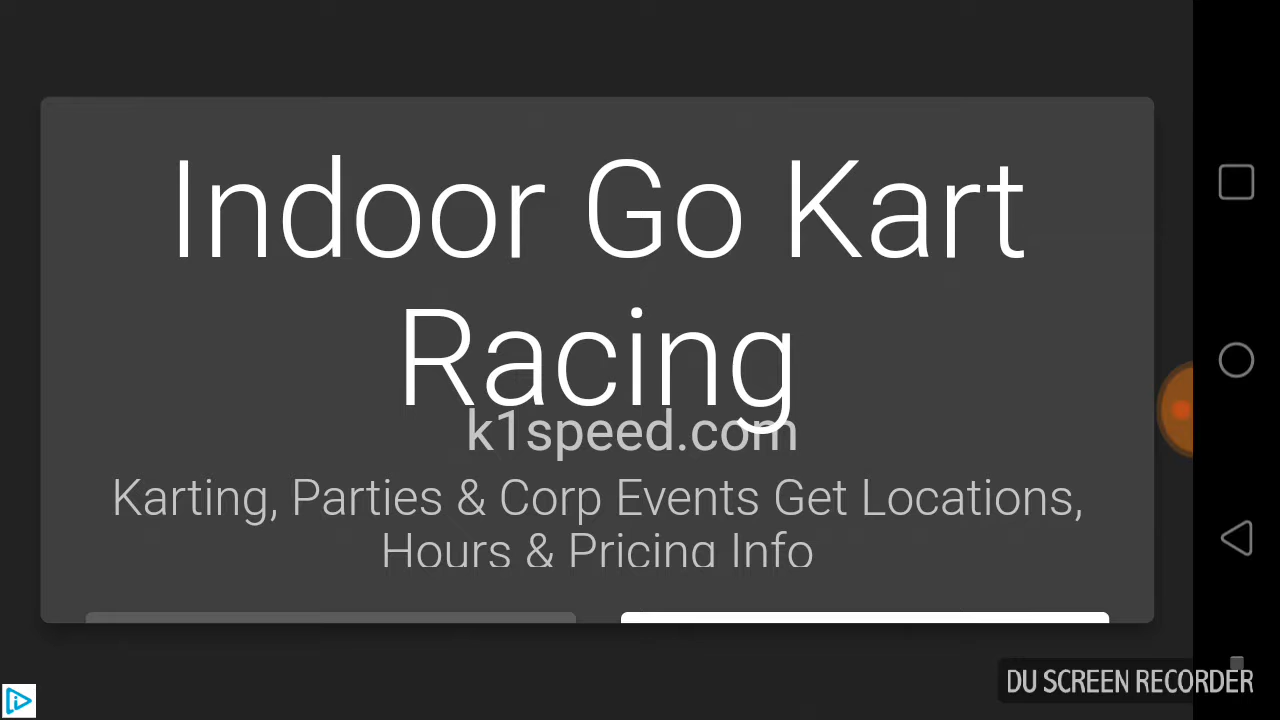 Indoor Go Kart
Racing
k1speed.com
Karting, Parties & Corp Events Get Locations,
Hours & Pricing Info
DU SCREEN RECORDER